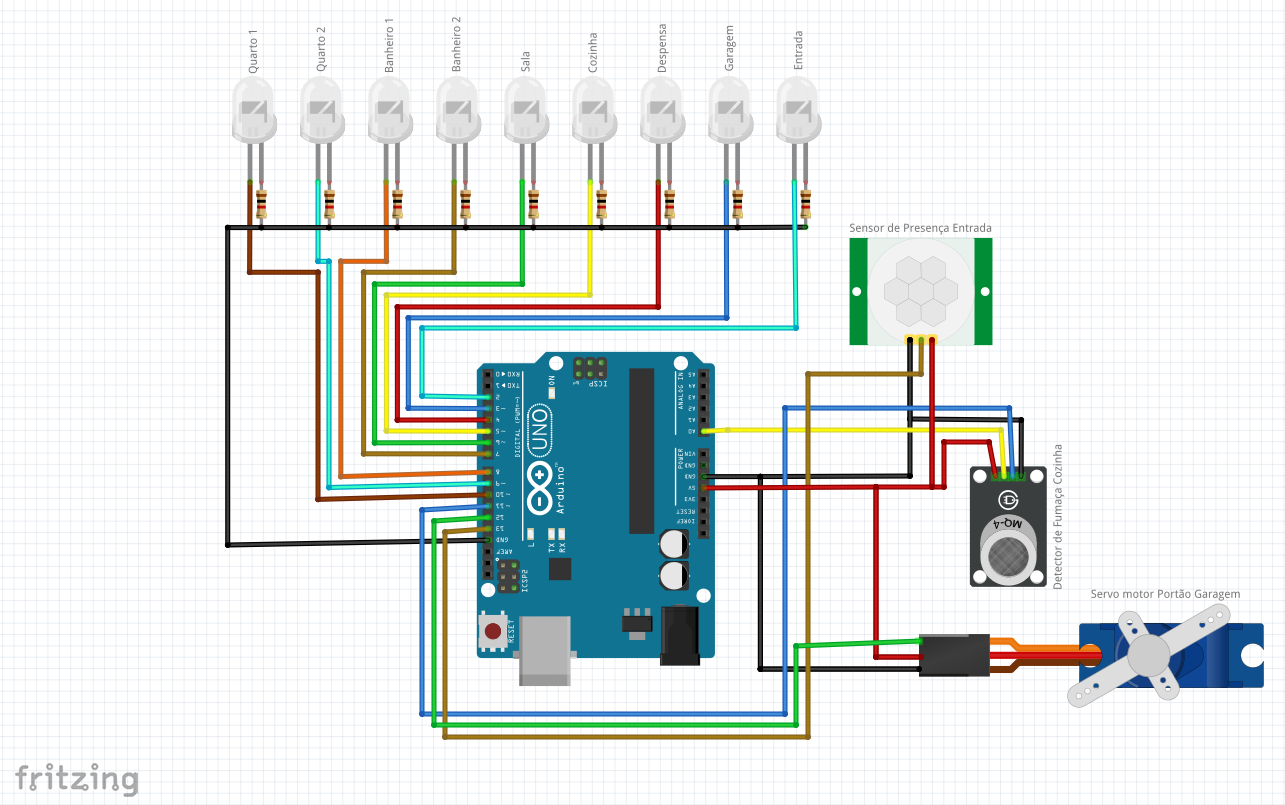 Quarto 1
Quarto 2
Banheiro 1
Banheiro 2
Sala
Cozinha
Despensa
Garagem
Entrada
Sensor de Presença Entrada
0 ◄ RXD
1 ► TXD
2
~3
4
~5
~6
7
8
~9
~10
~11
12
13
GND
AREF
DIGITAL (PWM=~)
ON
UNO
Arduino
L
TX
RX
ICSP
ICSP2
RESET
ANALOG IN
A5
A4
A3
A2
A1
A0
POWER
VIN
GND
GND
5V
3V3
RESET
IOREF
MQ-4
Detector de Fumaça Cozinha
Servo motor Portão Garagem
fritzing